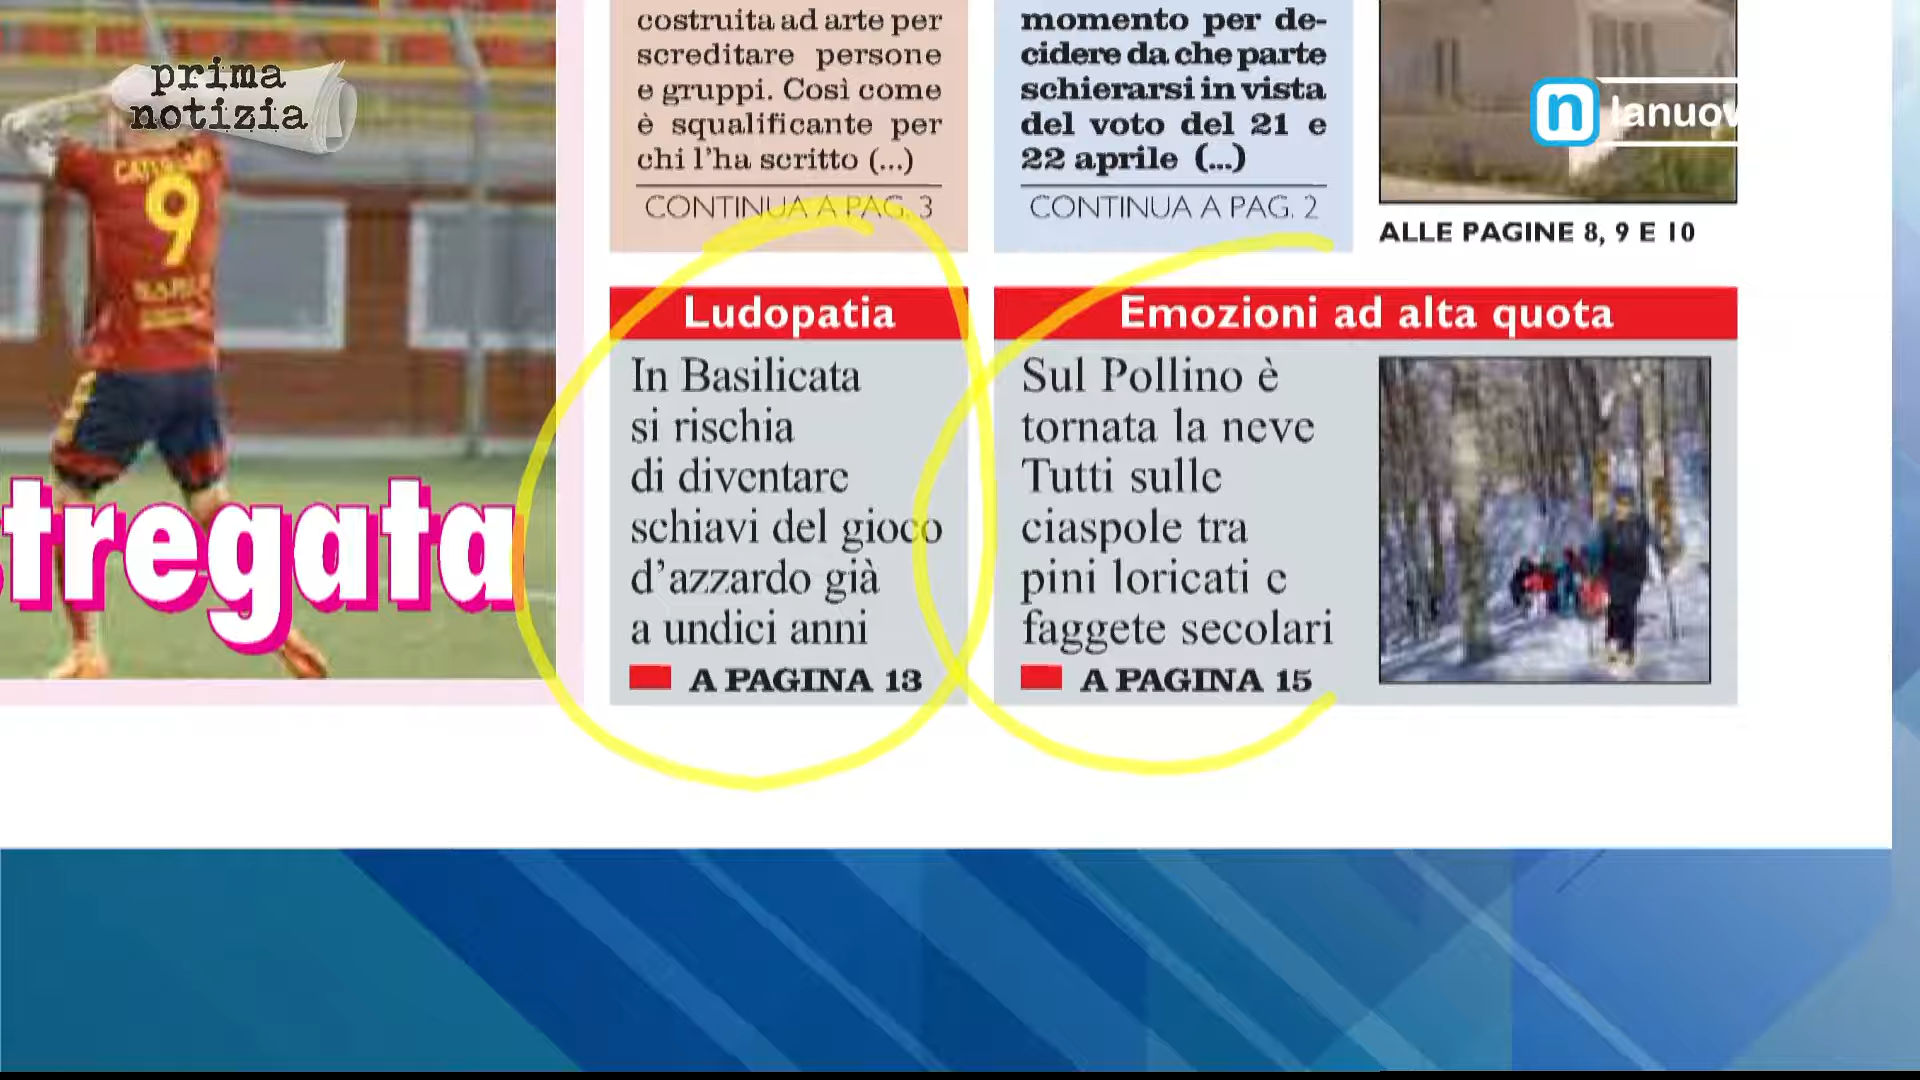 prima
notizia
9
tregata
costruita ad arte per
screditare persone
e gruppi. Così come
è squalificante per
chi l'ha scritto (...)
CONTINUA A PAG. 3
momento per de-
cidere da che parte
schierarsi in vista
del voto del 21 e
22 aprile (...)
CONTINUA A PAG. 2
lanuov
ALLE PAGINE 8, 9 E 10
Ludopatia
In Basilicata
si rischia
di diventare
schiavi del gioco
d'azzardo già
a undici anni
A PAGINA 13
Emozioni ad alta quota
Sul Pollino è
tornata la neve
Tutti sulle
ciaspole tra
pini loricati e
faggete secolari
A PAGINA 15